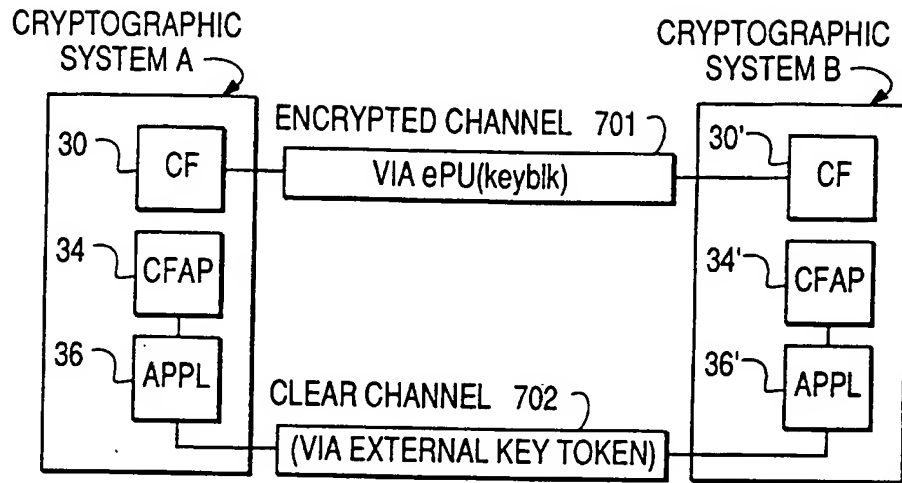 CRYPTOGRAPHIC
SYSTEM A
CRYPTOGRAPHIC
SYSTEM B
ENCRYPTED CHANNEL 701
30
CF
VIA ePU(keyblk)
30'
CF
34
CFAP
34'
CFAP
36
APPL
36'
APPL
CLEAR CHANNEL 702
(VIA EXTERNAL KEY TOKEN)